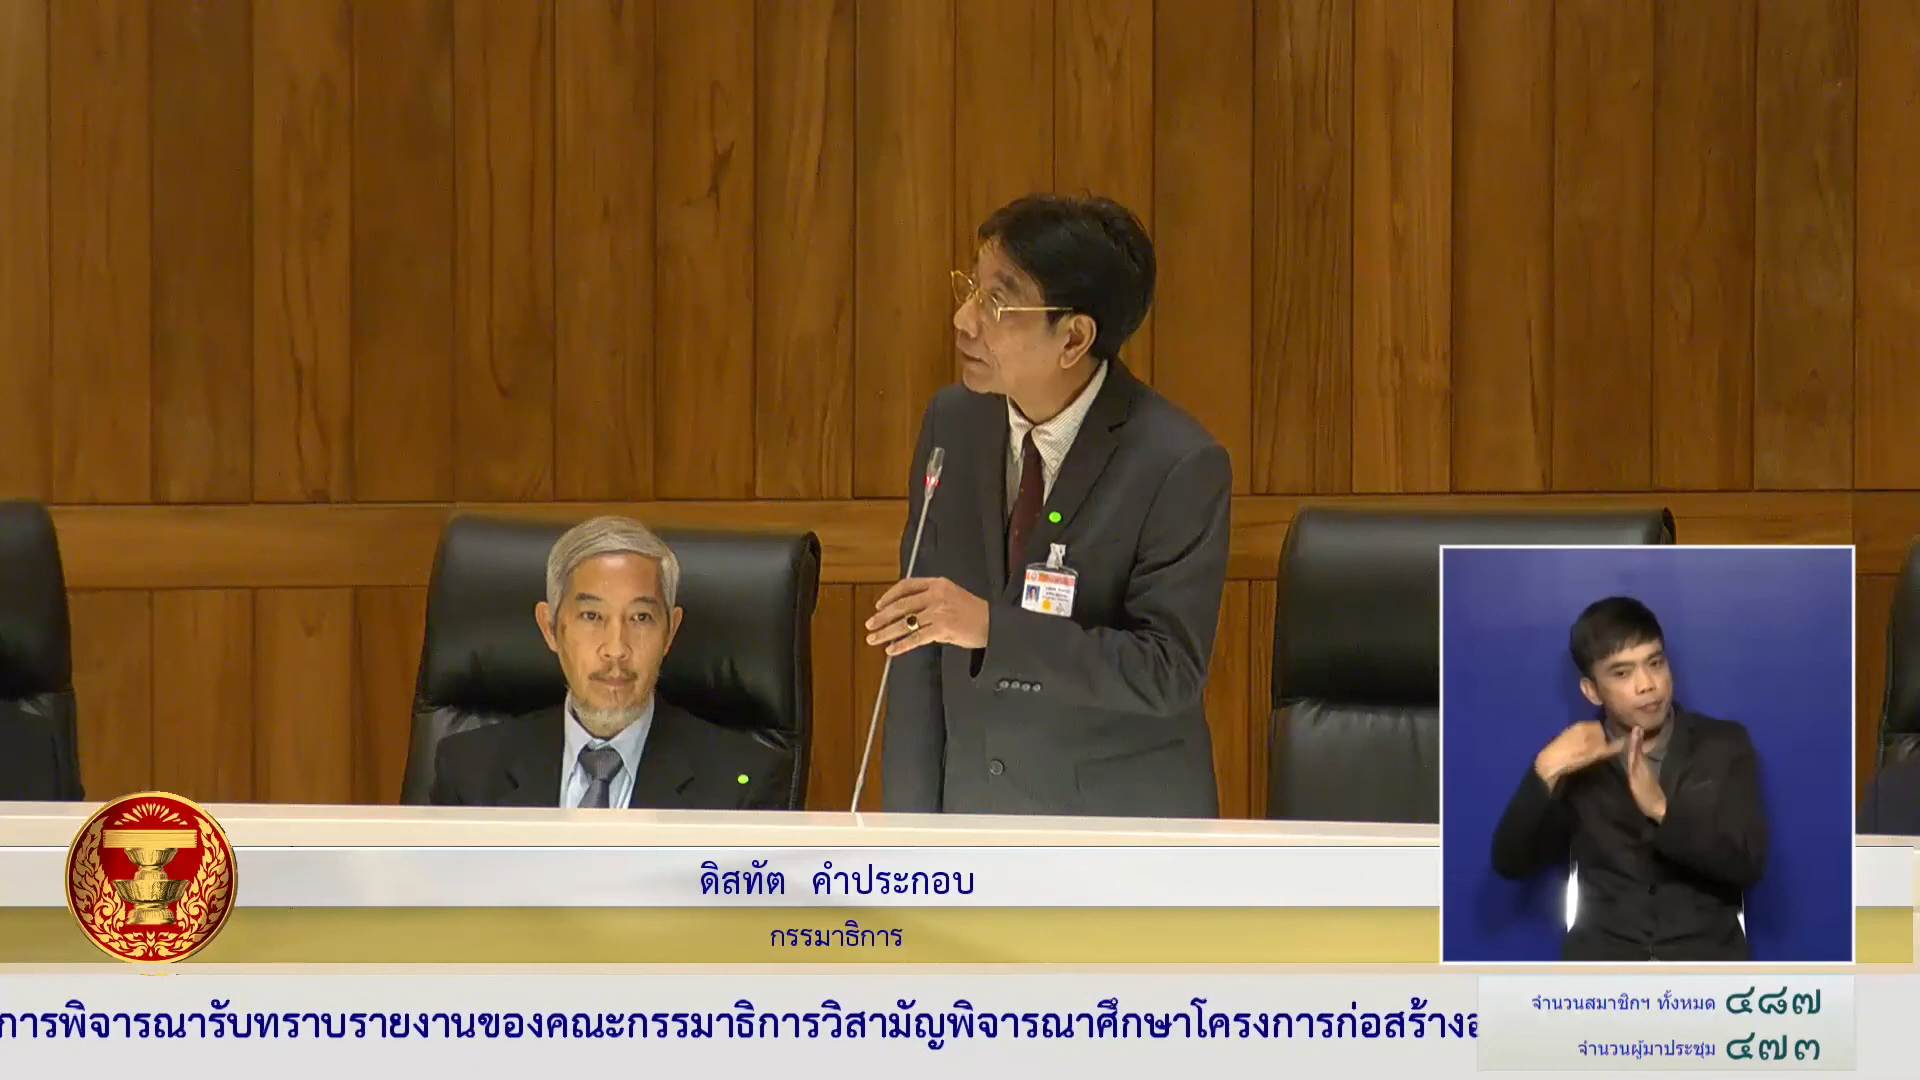 ดิสทัต คำประกอบ
กรรมาธิการ
การพิจารณารับทราบรายงานของคณะกรรมาธิการวิสามัญพิจารณาศึกษาโครงการก่อสร้าง
จำนวนสมาชิกฯ ทั้งหมด ๔๘๗
จำนวนผู้มาประชุม ๔๗๓